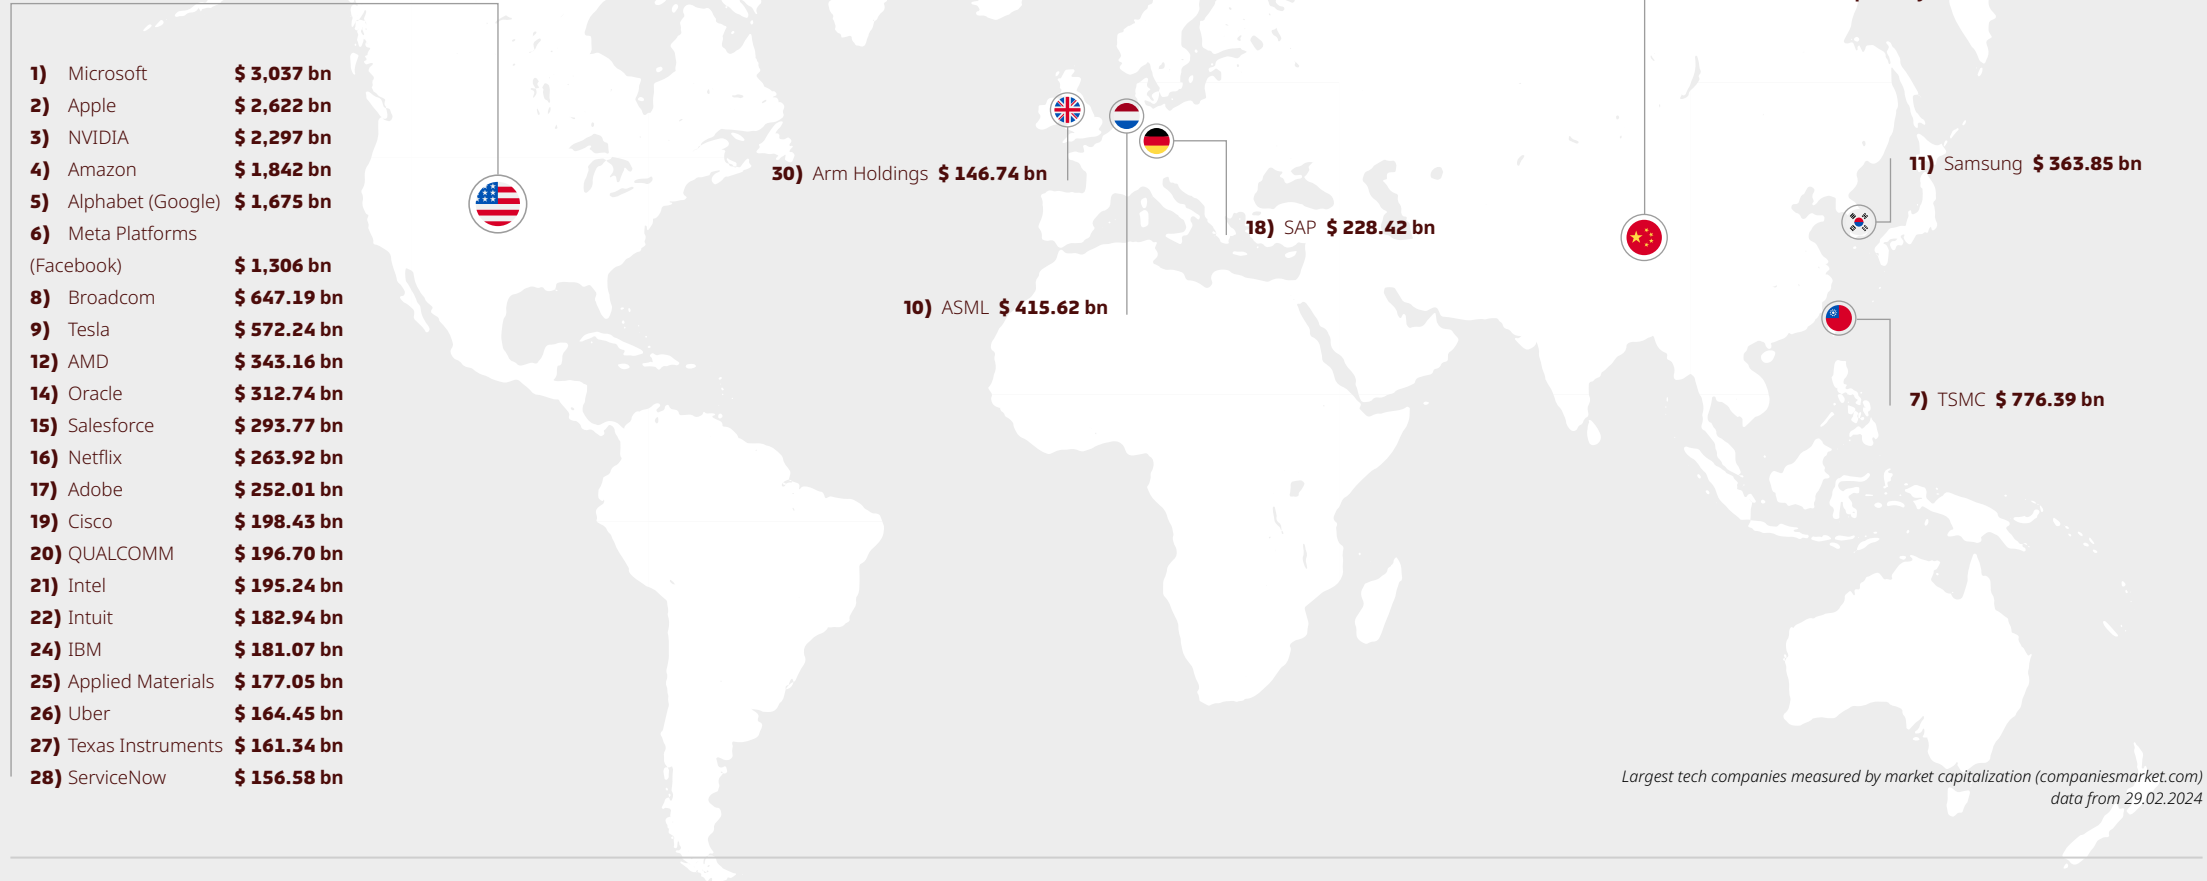 1) Microsoft $ 3,037 bn
2) Apple $ 2,622 bn
3) NVIDIA $ 2,297 bn
4) Amazon $ 1,842 bn
5) Alphabet (Google) $ 1,675 bn
6) Meta Platforms
(Facebook) $ 1,306 bn
8) Broadcom $ 647.19 bn
9) Tesla $ 572.24 bn
12) AMD $ 343.16 bn
14) Oracle $ 312.74 bn
15) Salesforce $ 293.77 bn
16) Netflix $ 263.92 bn
17) Adobe $ 252.01 bn
19) Cisco $ 198.43 bn
20) QUALCOMM $ 196.70 bn
21) Intel $ 195.24 bn
22) Intuit $ 182.94 bn
24) IBM $ 181.07 bn
25) Applied Materials $ 177.05 bn
26) Uber $ 164.45 bn
27) Texas Instruments $ 161.34 bn
28) ServiceNow $ 156.58 bn
30) Arm Holdings $ 146.74 bn
18) SAP $ 228.42 bn
10) ASML $ 415.62 bn
11) Samsung $ 363.85 bn
7) TSMC $ 776.39 bn
Largest tech companies measured by market capitalization (companiesmarket.com)
data from 29.02.2024